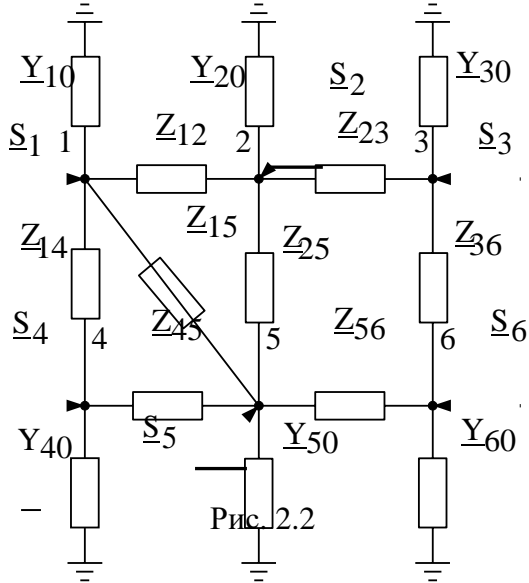 Y10 Y20 S2 Y30
S1 1 Z12 2 Z23 3 S3
Z14 Z15 Z25 Z36
S4 4 Z45 5 Z56 6 S6
Y40 S5 Y50 Y60
Рис. 2.2